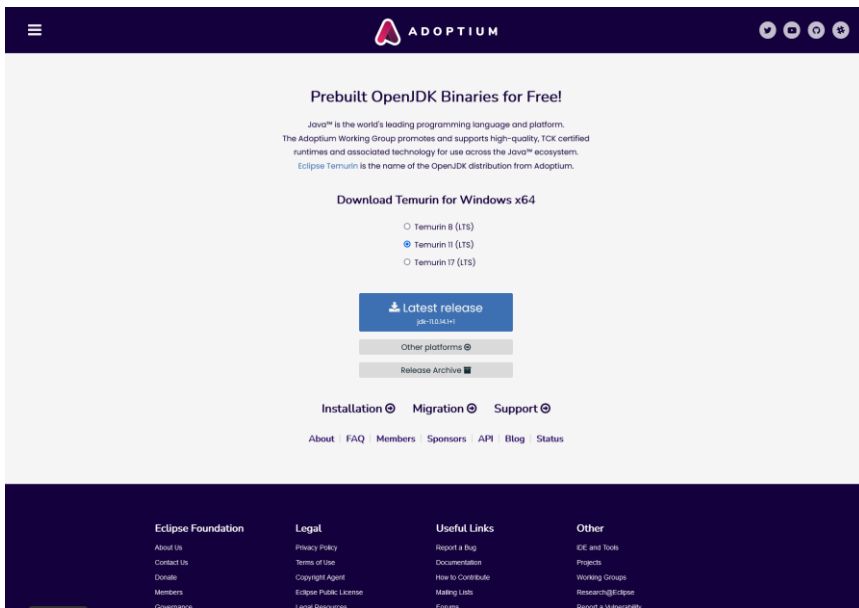 ADOPTIUM
Prebuilt OpenJDK Binaries for Free!
Java™ is the world's leading programming language and platform.
The Adoptium Working Group promotes and supports high-quality, TCK certified
runtimes and associated technology for use across the Java™ ecosystem.
Eclipse Temurin is the name of the OpenJDK distribution from Adoptium.
Download Temurin for Windows x64
Temurin 8 (LTS)
Temurin 11 (LTS)
Temurin 17 (LTS)
Latest release
jdk-11.0.14.1+1
Other platforms
Release Archive
Installation Migration Support
About | FAQ | Members | Sponsors | API | Blog | Status
Eclipse Foundation Legal Useful Links Other
About Us Privacy Policy Report a Bug IDE and Tools
Contact Us Terms of Use Documentation Projects
Donate Copyright Agent How to Contribute Working Groups
Members Eclipse Public License Mailing Lists Research@Eclipse
Governance Legal Resources Forums Report a Vulnerability